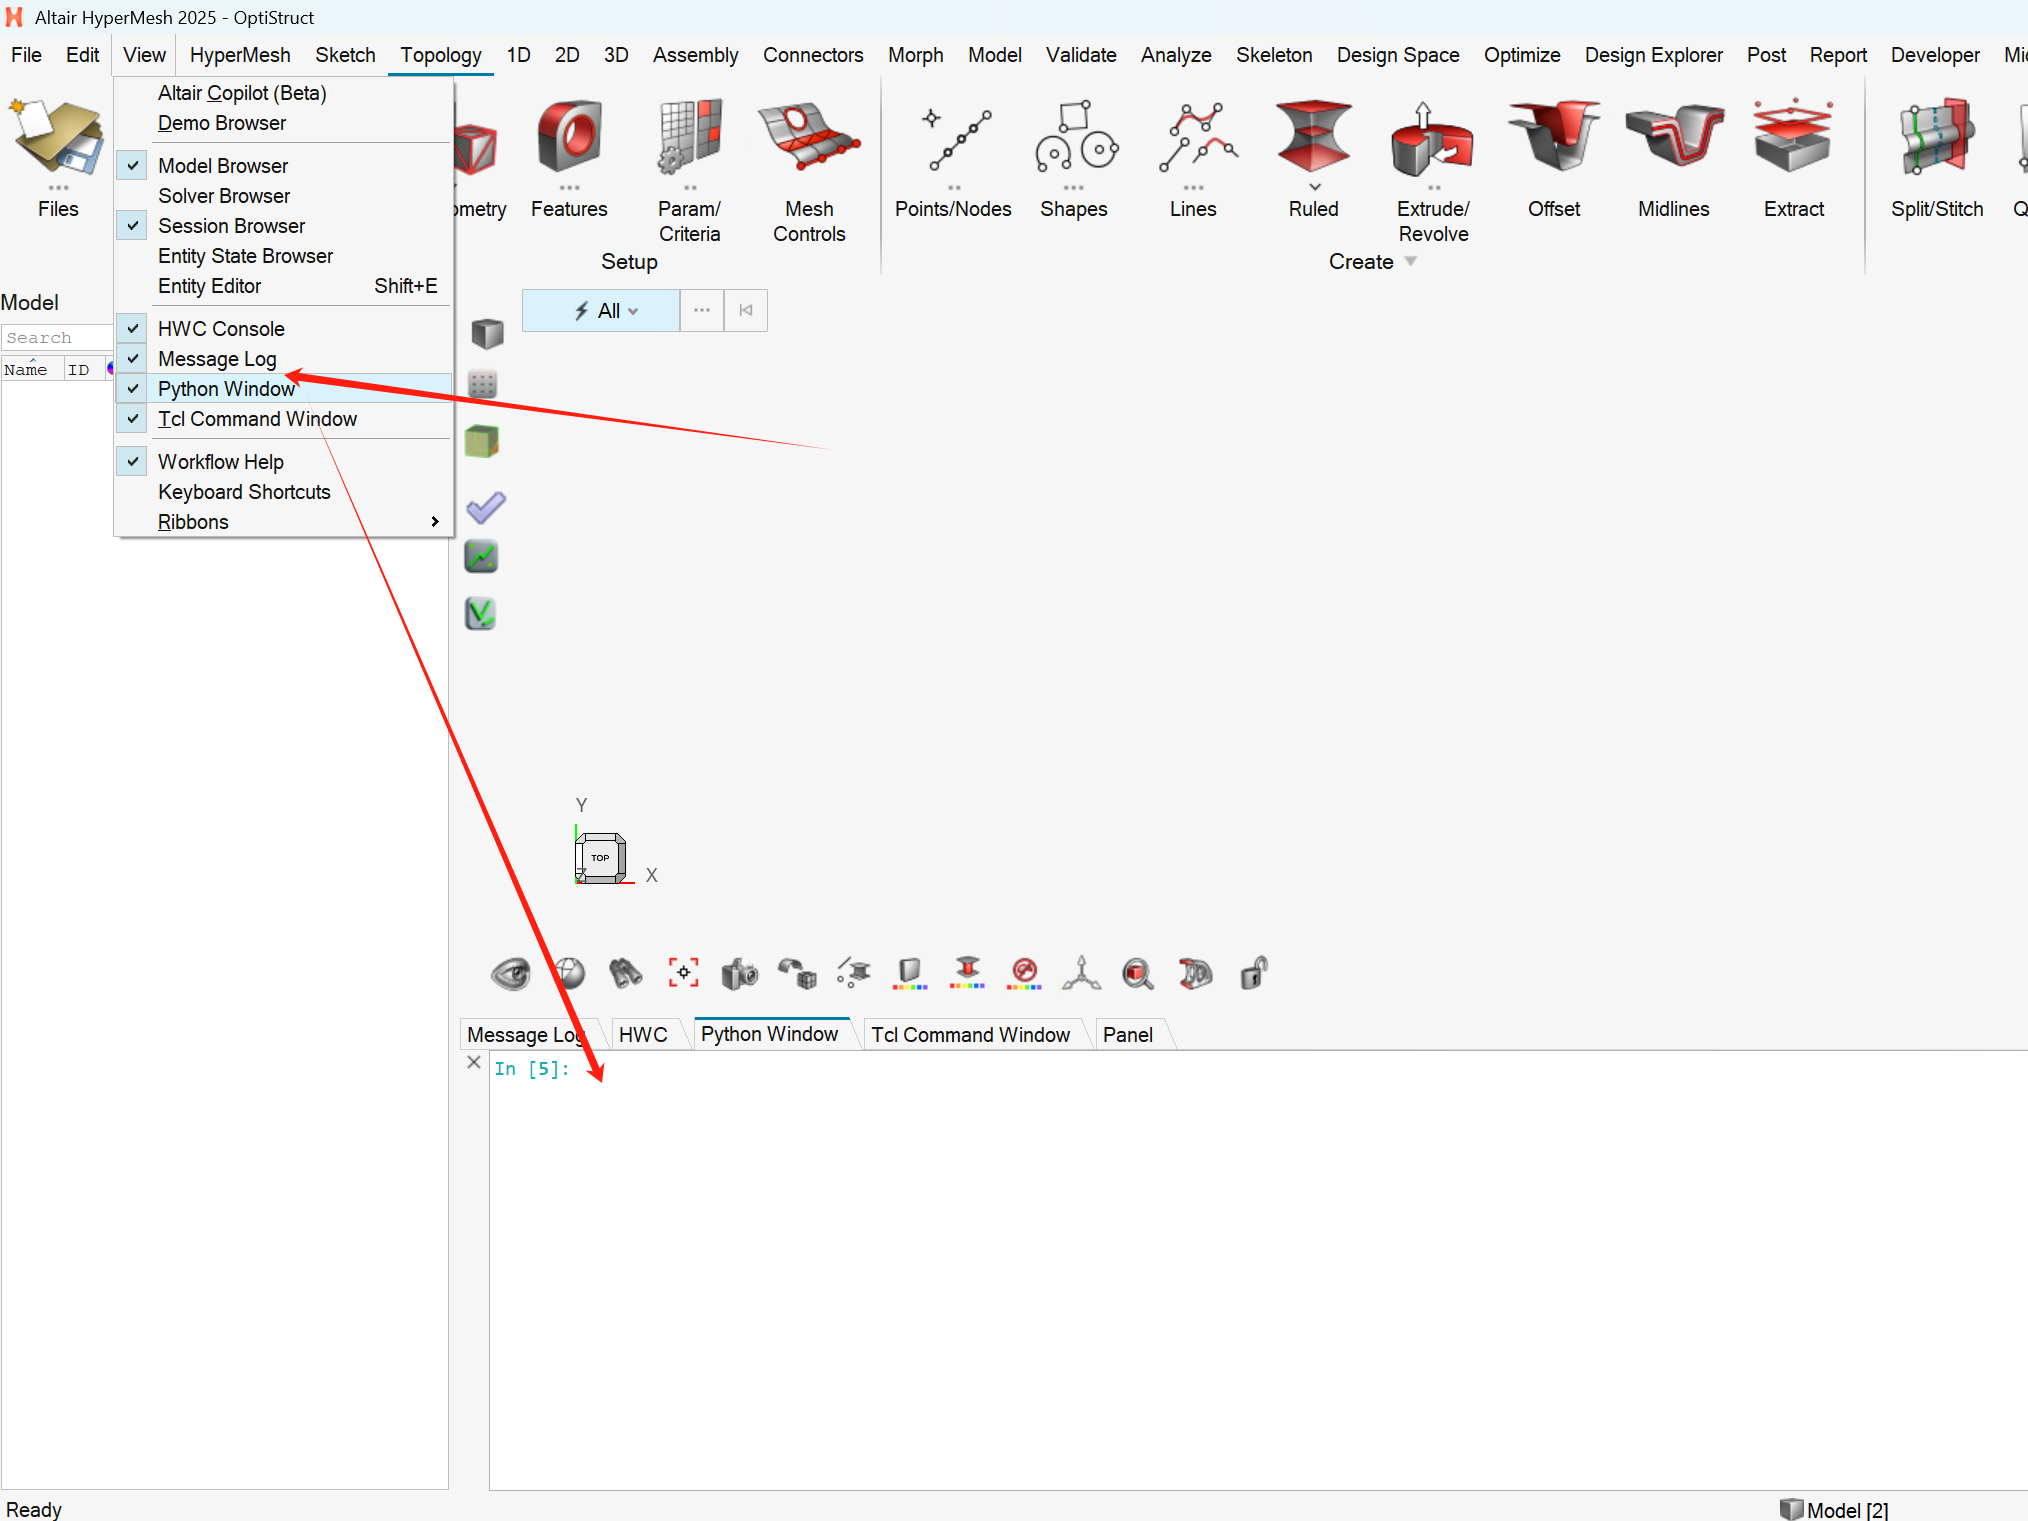 Altair HyperMesh 2025 - OptiStruct
File Edit View HyperMesh Sketch Topology 1D 2D 3D Assembly Connectors Morph Model Validate Analyze Skeleton Design Space Optimize Design Explorer Post Report Developer
Altair Copilot (Beta)
Demo Browser
Model Browser
Solver Browser
Session Browser
Entity State Browser
Entity Editor Shift+E
HWC Console
Message Log
Python Window
Tcl Command Window
Workflow Help
Keyboard Shortcuts
Ribbons
Files
ometry
Features
Param/
Criteria
Mesh
Controls
Setup
Points/Nodes
Shapes
Lines
Ruled
Extrude/
Revolve
Offset
Midlines
Extract
Create
Split/Stitch
Model
Search
Name ID
All
Y
TOP
Z
X
Message Log HWC Python Window Tcl Command Window Panel
In [5]:
Ready
Model [2]